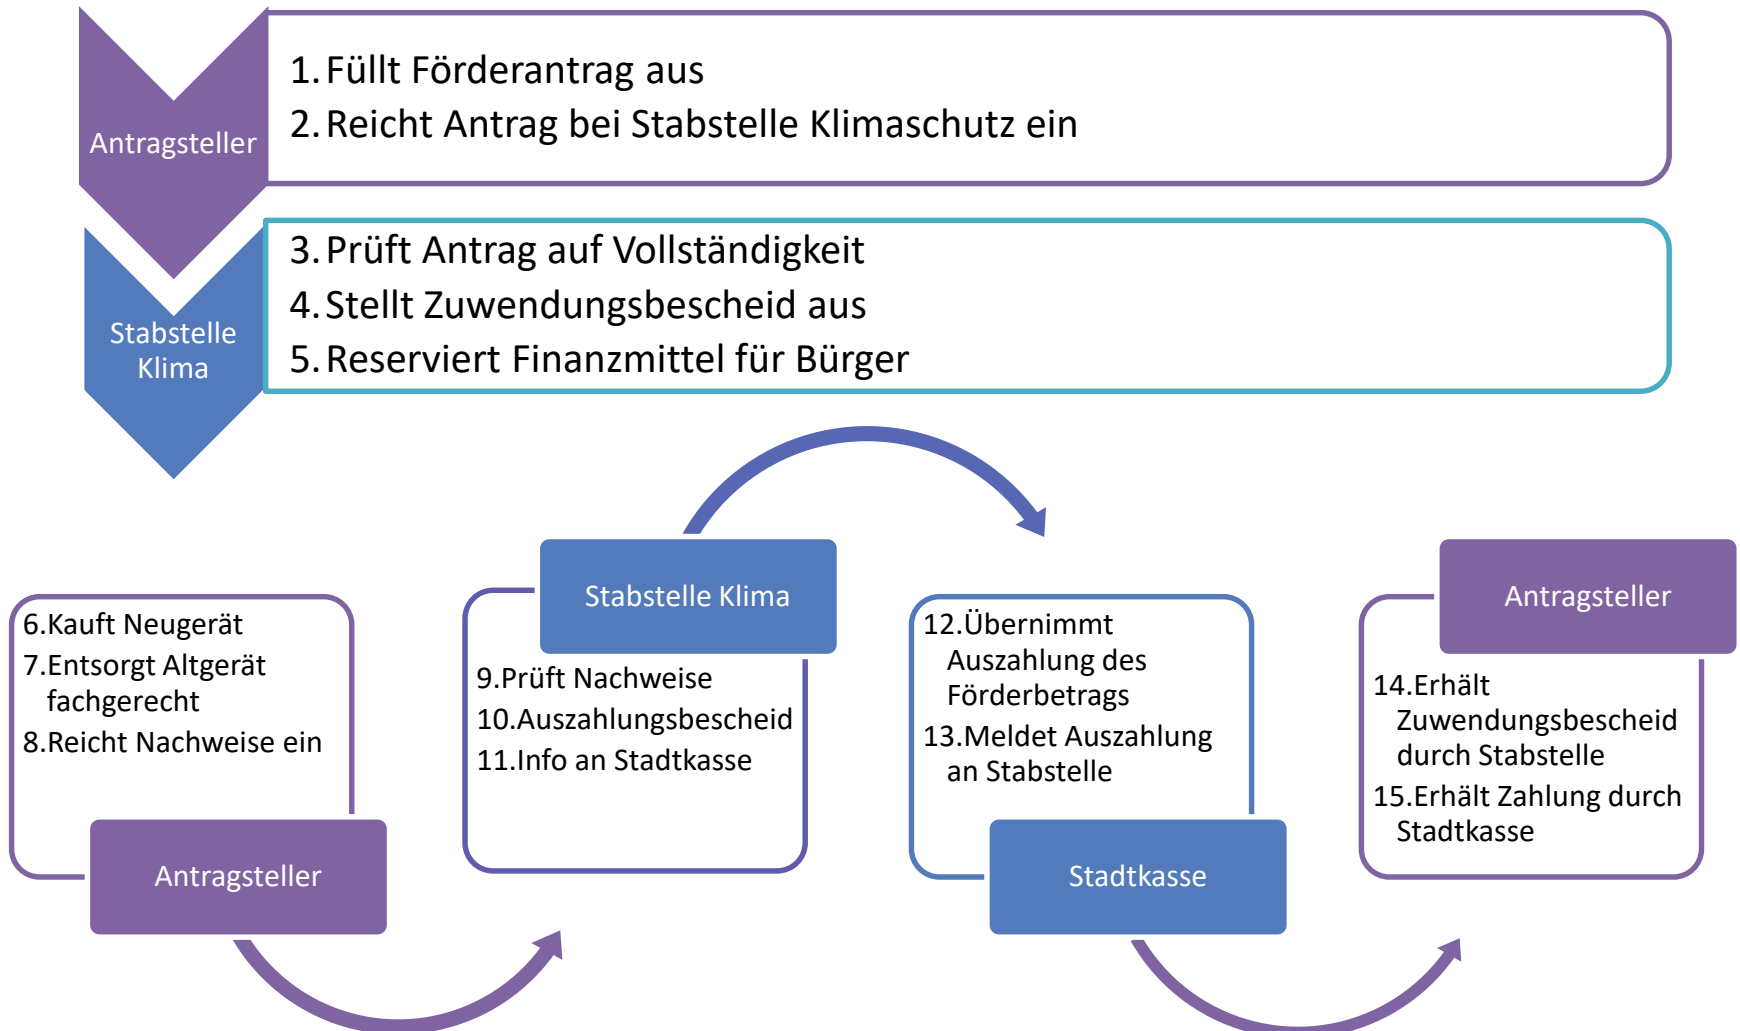 Antragsteller
1.Füllt Förderantrag aus
2.Reicht Antrag bei Stabstelle Klimaschutz ein
Stabstelle
Klima
3.Prüft Antrag auf Vollständigkeit
4.Stellt Zuwendungsbescheid aus
5.Reserviert Finanzmittel für Bürger
6.Kauft Neugerät
7.Entsorgt Altgerät
fachgerecht
8.Reicht Nachweise ein
Antragsteller
Stabstelle Klima
9.Prüft Nachweise
10.Auszahlungsbescheid
11.Info an Stadtkasse
12.Übernimmt
Auszahlung des
Förderbetrags
13.Meldet Auszahlung
an Stabstelle
Stadtkasse
Antragsteller
14.Erhält
Zuwendungsbescheid
durch Stabstelle
15.Erhält Zahlung durch
Stadtkasse